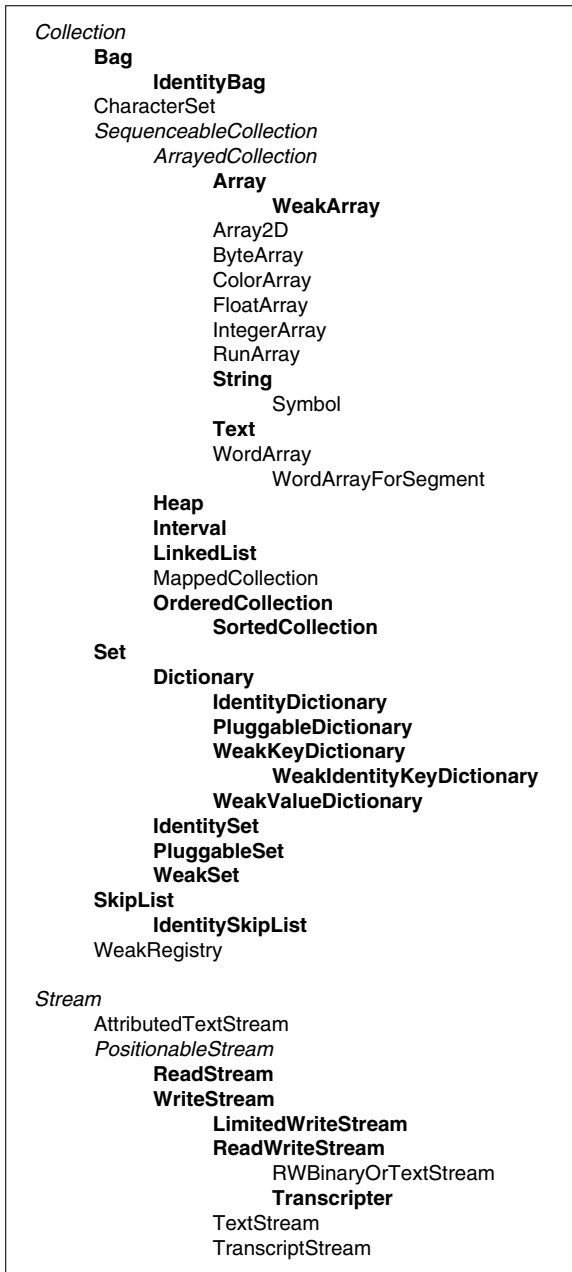 Collection
Bag
IdentityBag
CharacterSet
SequenceableCollection
ArrayedCollection
Array
WeakArray
Array2D
ByteArray
ColorArray
FloatArray
IntegerArray
RunArray
String
Symbol
Text
WordArray
WordArrayForSegment
Heap
Interval
LinkedList
MappedCollection
OrderedCollection
SortedCollection
Set
Dictionary
IdentityDictionary
PluggableDictionary
WeakKeyDictionary
WeakIdentityKeyDictionary
WeakValueDictionary
IdentitySet
PluggableSet
WeakSet
SkipList
IdentitySkipList
WeakRegistry
Stream
AttributedTextStream
PositionableStream
ReadStream
WriteStream
LimitedWriteStream
ReadWriteStream
RWBinaryOrTextStream
Transcripter
TextStream
TranscriptStream